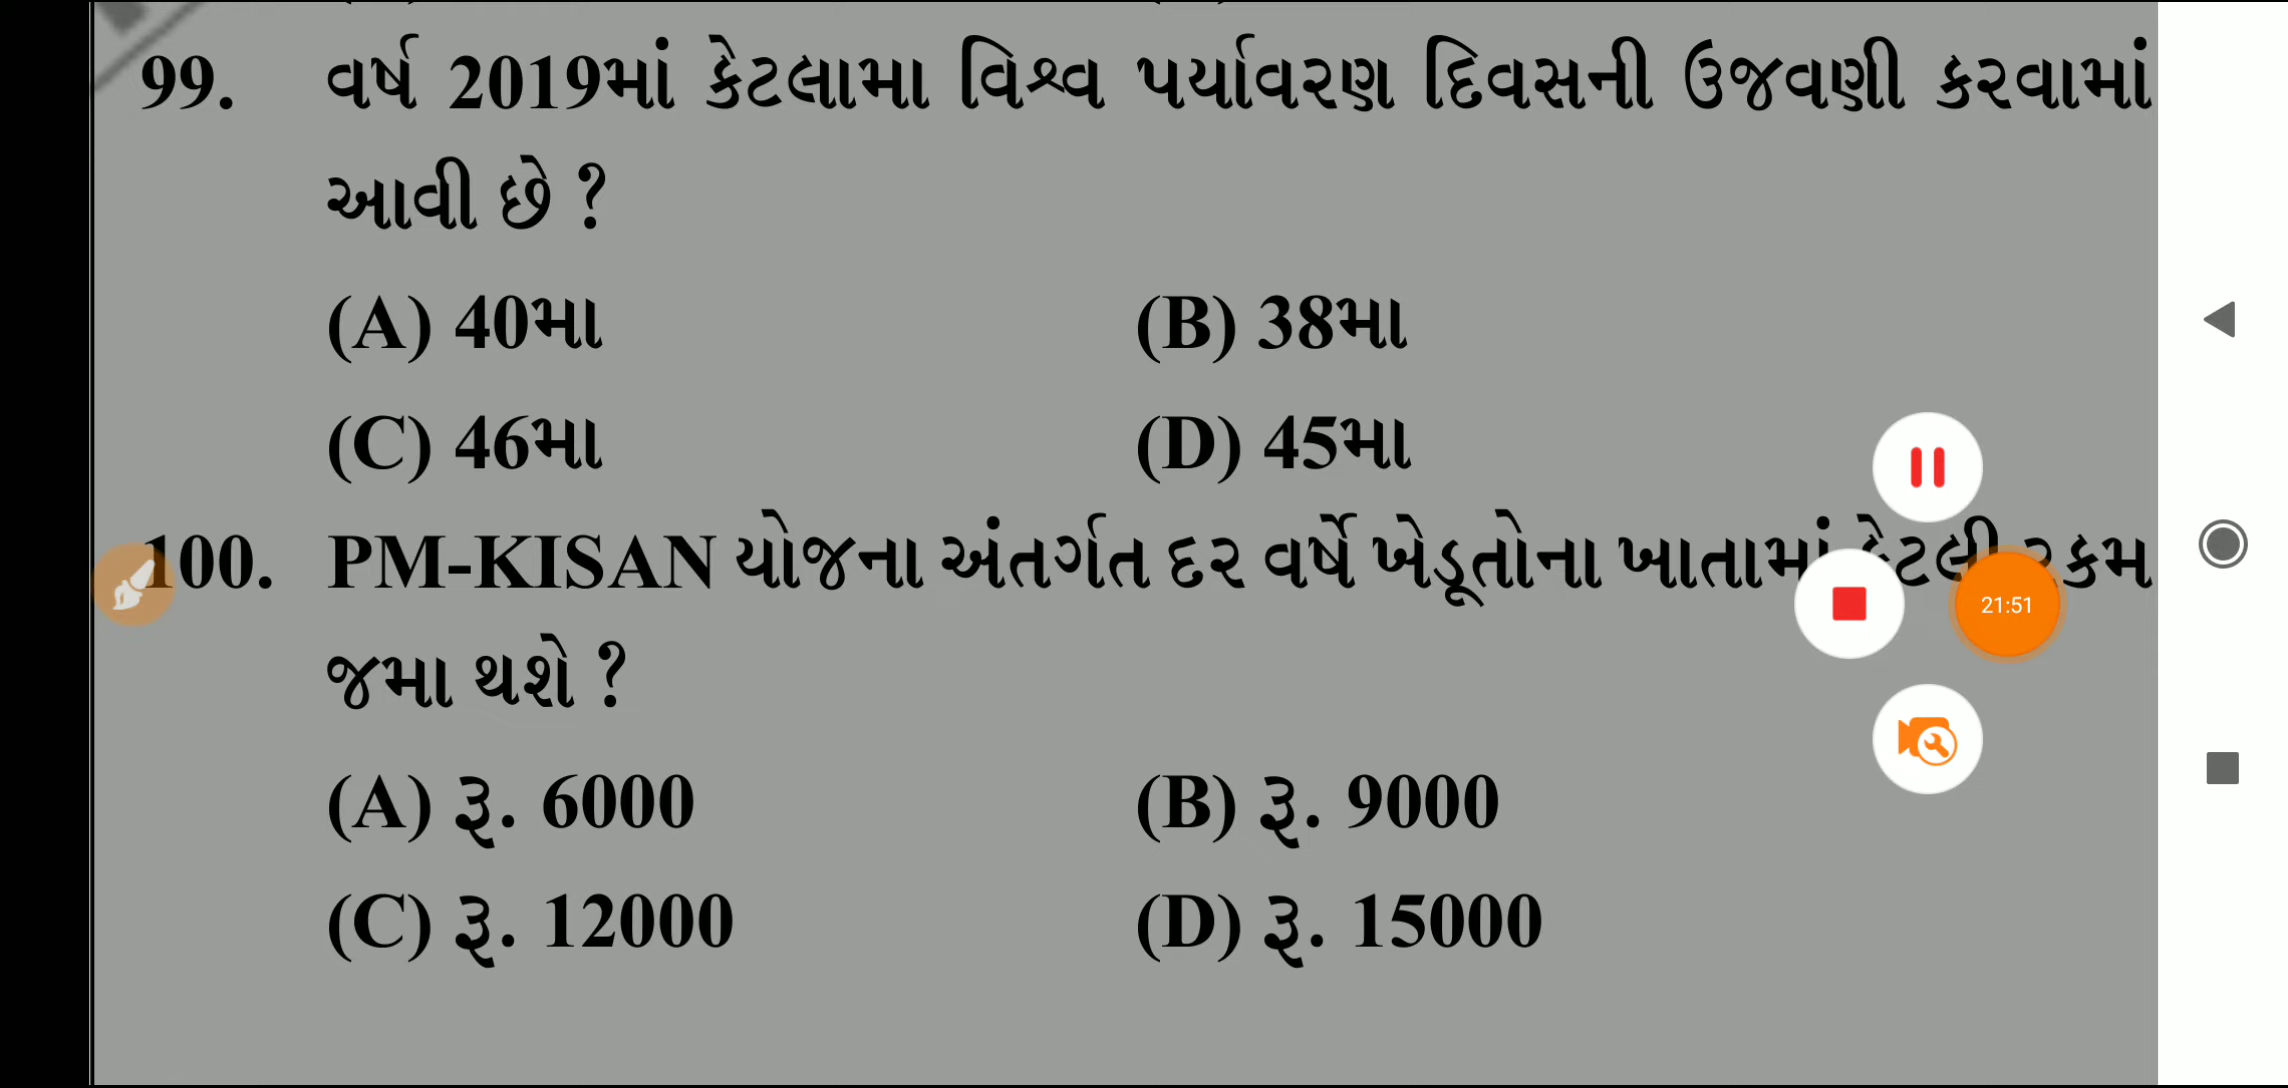 99. વર્ષ 2019માં કેટલામા વિશ્વ પર્યાવરણ દિવસની ઉજવણી કરવામાં
આવી છે ?
(A) 40મા (B) 38મા
(C) 46મા (D) 45મા
100. PM-KISAN યોજના અંતર્ગત દર વર્ષે ખેડૂતોના ખાતામાં કેટલી રકમ
21:51
જમા થશે ?
(A) રૂ. 6000 (B) રૂ. 9000
(C) રૂ. 12000 (D) રૂ. 15000